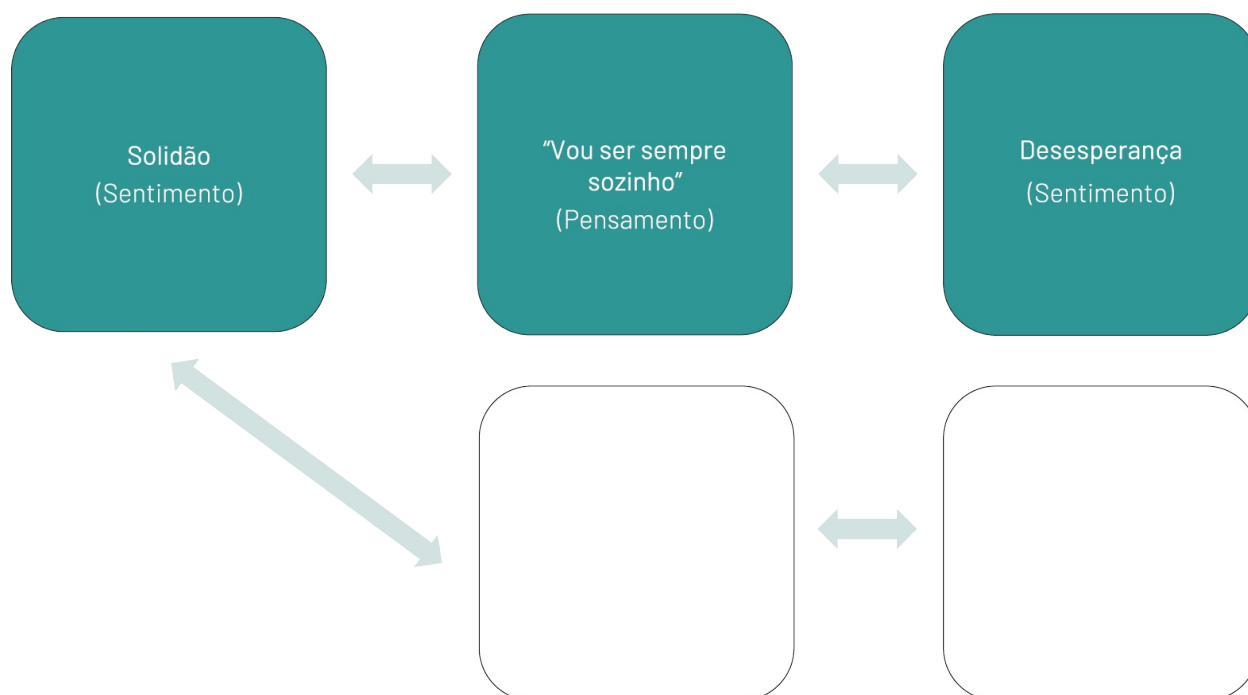 Solidão
(Sentimento)
“Vou ser sempre
sozinho”
(Pensamento)
Desesperança
(Sentimento)